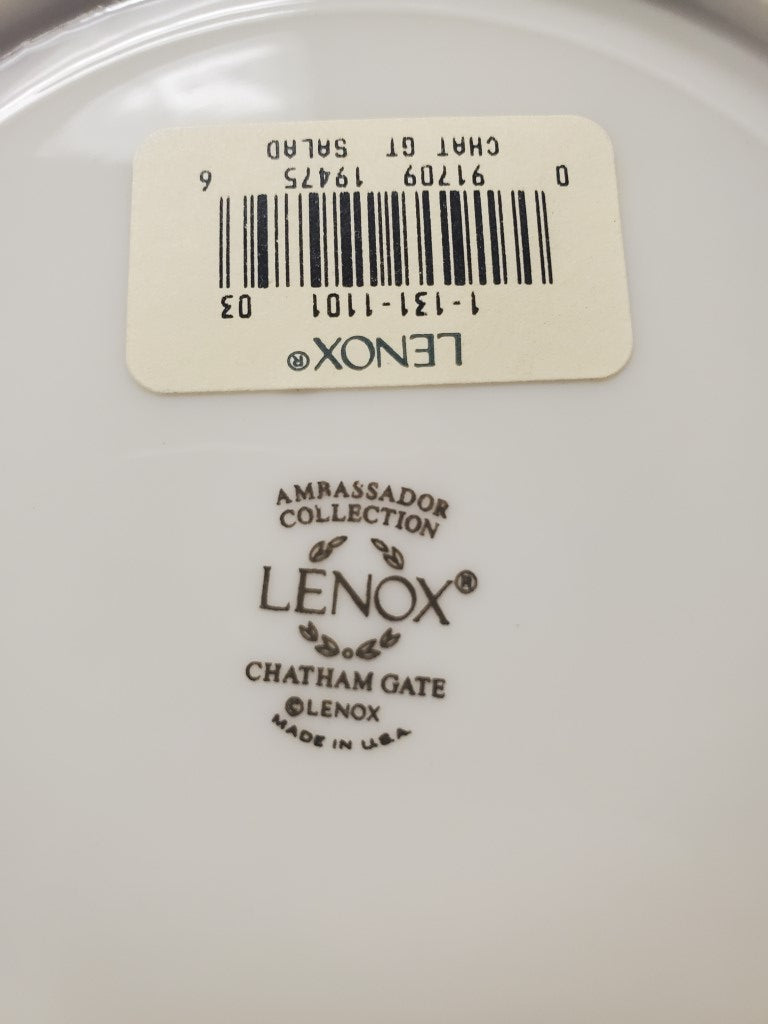 CHAT GT SALAD
0 91709 19475 6
1-131-1101 03
LENOX®
AMBASSADOR
COLLECTION
LENOX®
CHATHAM GATE
©LENOX
MADE IN U.S.A.